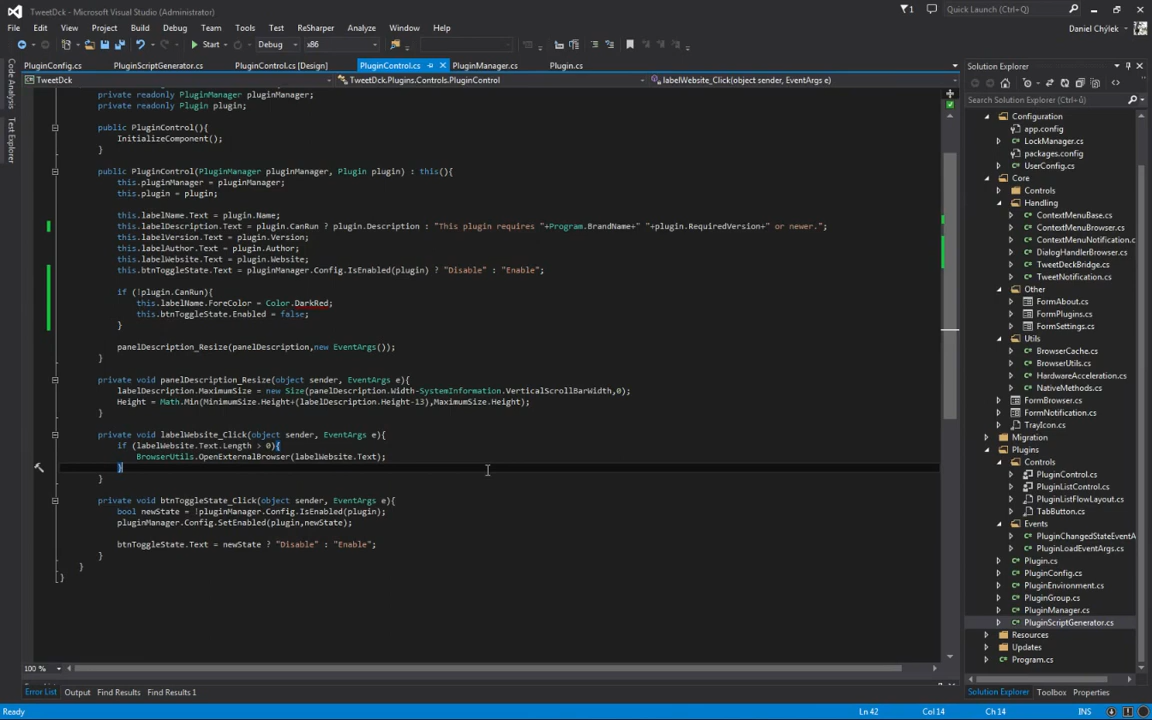 TweetDck - Microsoft Visual Studio (Administrator)
1
Quick Launch (Ctrl+Q)
File Edit View Project Build Debug Team Tools Test ReSharper Analyze Window Help
Daniel Chýlek
Start Debug x86
PluginConfig.cs PluginScriptGenerator.cs PluginControl.cs [Design] PluginControl.cs PluginManager.cs Plugin.cs
TweetDck TweetDck.Plugins.Controls.PluginControl labelWebsite_Click(object sender, EventArgs e)
Code Analysis
Test Explorer
private readonly PluginManager pluginManager;
private readonly Plugin plugin;
public PluginControl(){
InitializeComponent();
}
public PluginControl(PluginManager pluginManager, Plugin plugin) : this(){
this.pluginManager = pluginManager;
this.plugin = plugin;
this.labelName.Text = plugin.Name;
this.labelDescription.Text = plugin.CanRun ? plugin.Description : "This plugin requires "+Program.BrandName+" "+plugin.RequiredVersion+" or newer.";
this.labelVersion.Text = plugin.Version;
this.labelAuthor.Text = plugin.Author;
this.labelWebsite.Text = plugin.Website;
this.btnToggleState.Text = pluginManager.Config.IsEnabled(plugin) ? "Disable" : "Enable";
if (!plugin.CanRun){
this.labelName.ForeColor = Color.DarkRed;
this.btnToggleState.Enabled = false;
}
panelDescription_Resize(panelDescription,new EventArgs());
}
private void panelDescription_Resize(object sender, EventArgs e){
labelDescription.MaximumSize = new Size(panelDescription.Width-SystemInformation.VerticalScrollBarWidth,0);
Height = Math.Min(MinimumSize.Height+(labelDescription.Height-13),MaximumSize.Height);
}
private void labelWebsite_Click(object sender, EventArgs e){
if (labelWebsite.Text.Length > 0){
BrowserUtils.OpenExternalBrowser(labelWebsite.Text);
}
}
private void btnToggleState_Click(object sender, EventArgs e){
bool newState = !pluginManager.Config.IsEnabled(plugin);
pluginManager.Config.SetEnabled(plugin,newState);
btnToggleState.Text = newState ? "Disable" : "Enable";
}
}
}
100 %
Error List Output Find Results Find Results 1
Solution Explorer
Search Solution Explorer (Ctrl+ů)
Configuration
app.config
LockManager.cs
packages.config
UserConfig.cs
Core
Controls
Handling
ContextMenuBase.cs
ContextMenuBrowser.cs
ContextMenuNotification.c
DialogHandlerBrowser.cs
TweetDeckBridge.cs
TweetNotification.cs
Other
FormAbout.cs
FormPlugins.cs
FormSettings.cs
Utils
BrowserCache.cs
BrowserUtils.cs
HardwareAcceleration.cs
NativeMethods.cs
FormBrowser.cs
FormNotification.cs
TrayIcon.cs
Migration
Plugins
Controls
PluginControl.cs
PluginListControl.cs
PluginListFlowLayout.cs
TabButton.cs
Events
PluginChangedStateEventA
PluginLoadEventArgs.cs
Plugin.cs
PluginConfig.cs
PluginEnvironment.cs
PluginGroup.cs
PluginManager.cs
PluginScriptGenerator.cs
Resources
Updates
Program.cs
Solution Explorer Toolbox Properties
Ready Ln 42 Col 14 Ch 14 INS